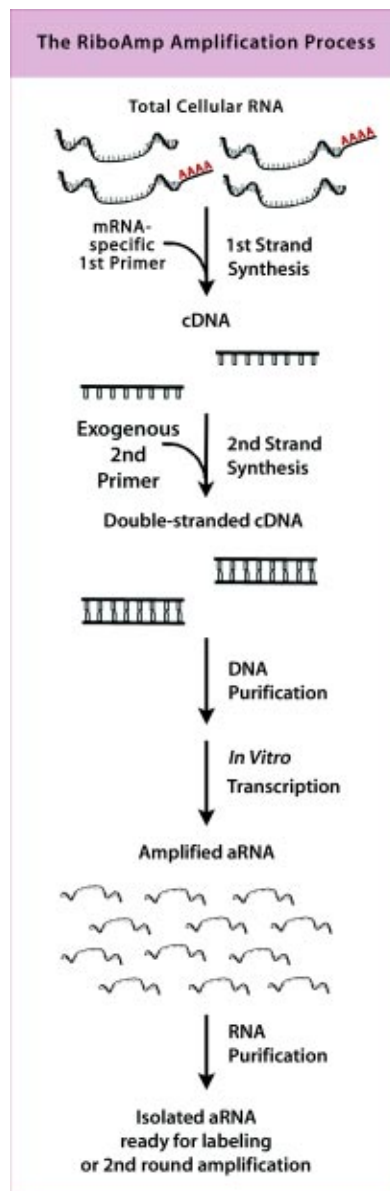 The RiboAmp Amplification Process
Total Cellular RNA
AAAA
AAAA
mRNA-
specific
1st Primer
1st Strand
Synthesis
cDNA
Exogenous
2nd
Primer
2nd Strand
Synthesis
Double-stranded cDNA
DNA
Purification
In Vitro
Transcription
Amplified aRNA
RNA
Purification
Isolated aRNA
ready for labeling
or 2nd round amplification